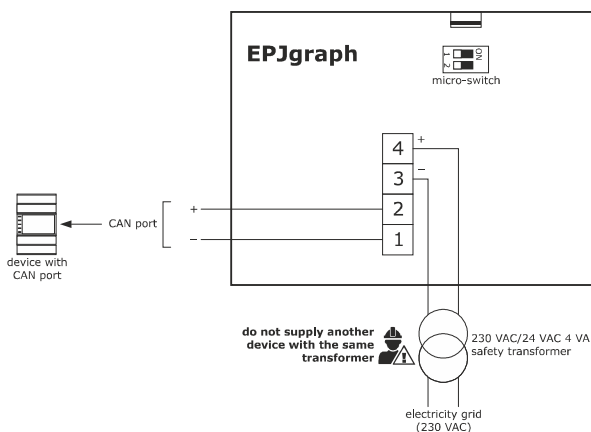 EPJgraph
ON
1 2
micro-switch
4 +
3 −
+ 2
− 1
CAN port
device with
CAN port
do not supply another
device with the same
transformer
230 VAC/24 VAC 4 VA
safety transformer
electricity grid
(230 VAC)